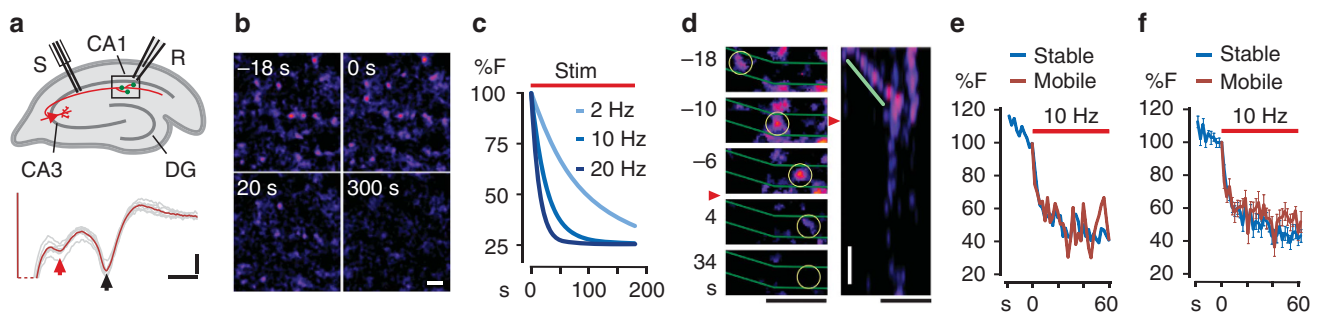 a
S
CA1
R
CA3
DG
b
–18 s
0 s
20 s
300 s
c
%F
Stim
100
75
50
25
2 Hz
10 Hz
20 Hz
s 0 100 200
d
–18
–10
–6
4
34
s
e
Stable
Mobile
%F
10 Hz
120
100
80
60
40
20
s 0 60
f
Stable
Mobile
%F
10 Hz
120
100
80
60
40
20
s 0 60